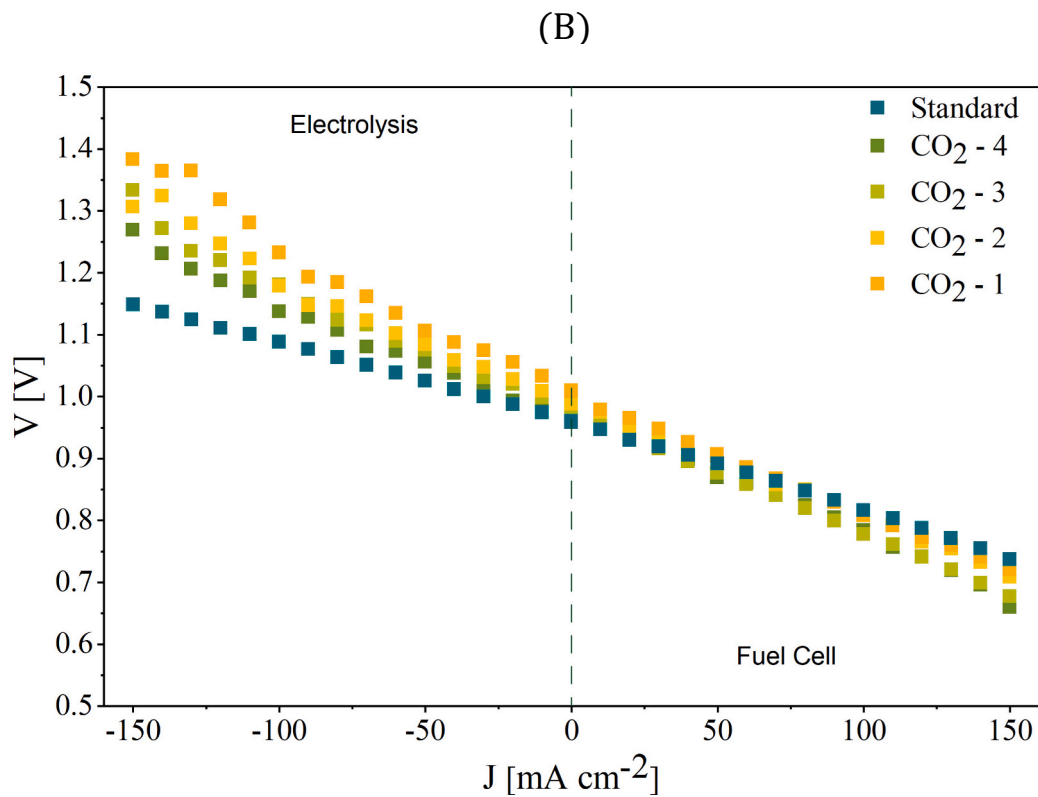 (B)
Electrolysis
Standard
CO2 - 4
CO2 - 3
CO2 - 2
CO2 - 1
Fuel Cell
V [V]
1.5
1.4
1.3
1.2
1.1
1.0
0.9
0.8
0.7
0.6
0.5
-150
-100
-50
0
50
100
150
J [mA cm-2]